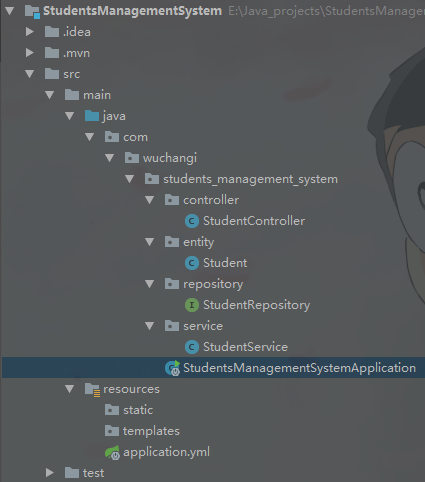 StudentsManagementSystem E:\Java_projects\StudentsManage
.idea
.mvn
src
main
java
com
wuchangi
students_management_system
controller
StudentController
entity
Student
repository
StudentRepository
service
StudentService
StudentsManagementSystemApplication
resources
static
templates
application.yml
test